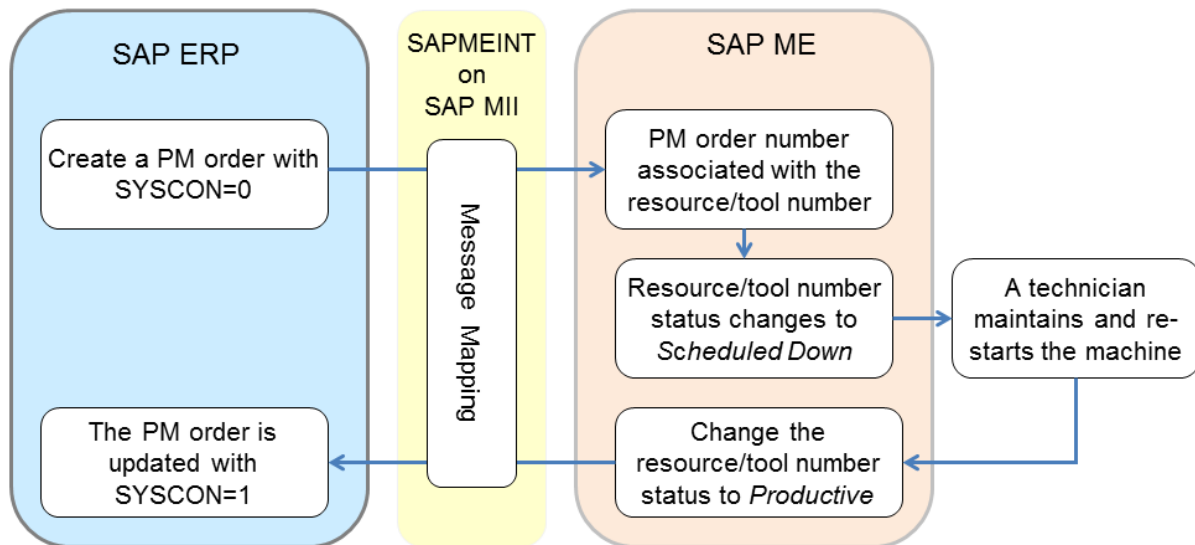 SAP ERP
SAPMEINT
on
SAP MII
SAP ME
Create a PM order with
SYSCON=0
Message Mapping
PM order number
associated with the
resource/tool number
Resource/tool number
status changes to
Scheduled Down
A technician
maintains and re-
starts the machine
Change the
resource/tool number
status to Productive
The PM order is
updated with
SYSCON=1